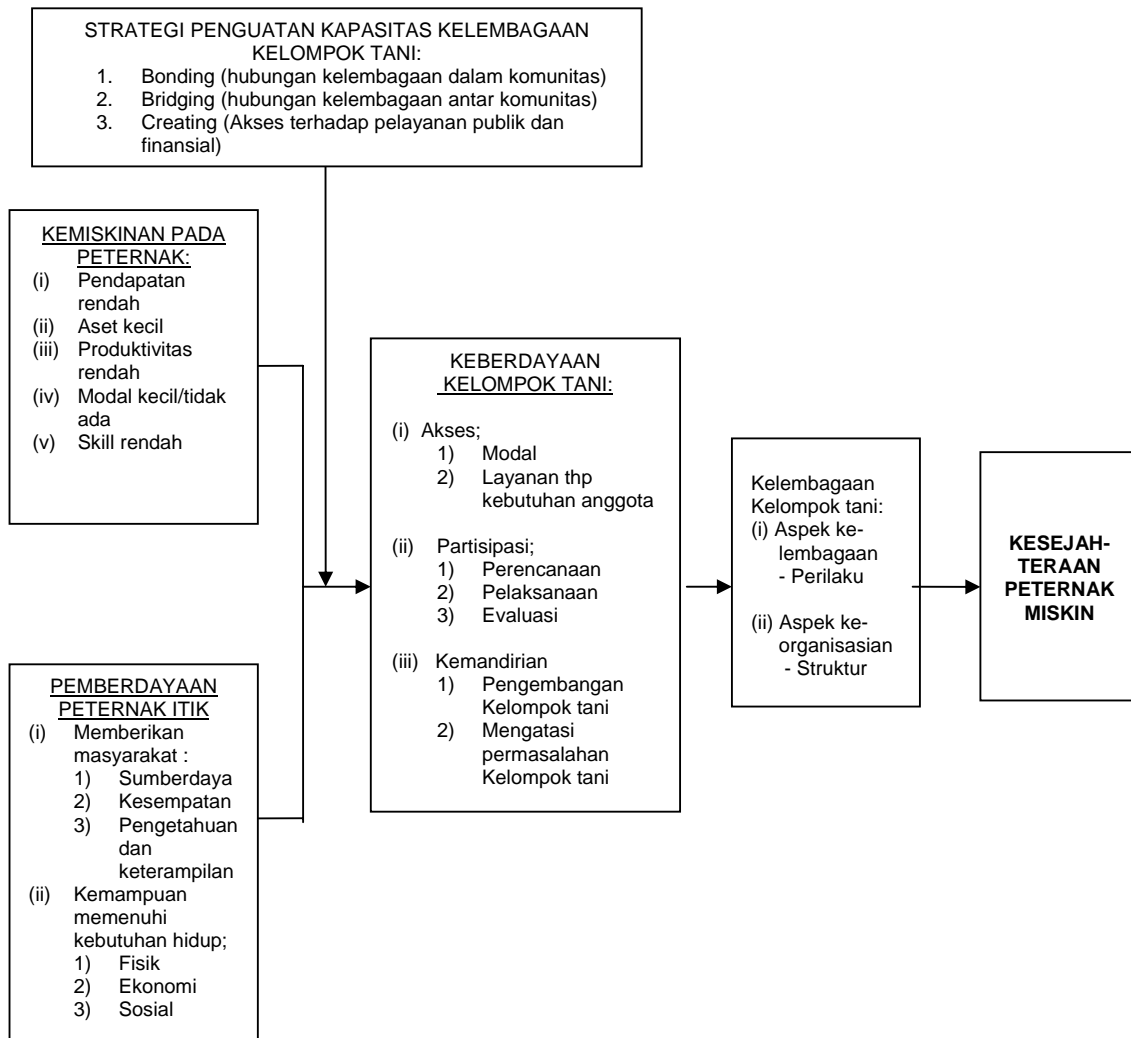 STRATEGI PENGUATAN KAPASITAS KELEMBAGAAN
KELOMPOK TANI:
1. Bonding (hubungan kelembagaan dalam komunitas)
2. Bridging (hubungan kelembagaan antar komunitas)
3. Creating (Akses terhadap pelayanan publik dan
finansial)
KEMISKINAN PADA
PETERNAK:
(i) Pendapatan
rendah
(ii) Aset kecil
(iii) Produktivitas
rendah
(iv) Modal kecil/tidak
ada
(v) Skill rendah
PEMBERDAYAAN
PETERNAK ITIK
(i) Memberikan
masyarakat :
1) Sumberdaya
2) Kesempatan
3) Pengetahuan
dan
keterampilan
(ii) Kemampuan
memenuhi
kebutuhan hidup;
1) Fisik
2) Ekonomi
3) Sosial
KEBERDAYAAN
KELOMPOK TANI:
(i) Akses;
1) Modal
2) Layanan thp
kebutuhan anggota
(ii) Partisipasi;
1) Perencanaan
2) Pelaksanaan
3) Evaluasi
(iii) Kemandirian
1) Pengembangan
Kelompok tani
2) Mengatasi
permasalahan
Kelompok tani
Kelembagaan
Kelompok tani:
(i) Aspek ke-
lembagaan
- Perilaku
(ii) Aspek ke-
organisasian
- Struktur
KESEJAH-
TERAAN
PETERNAK
MISKIN